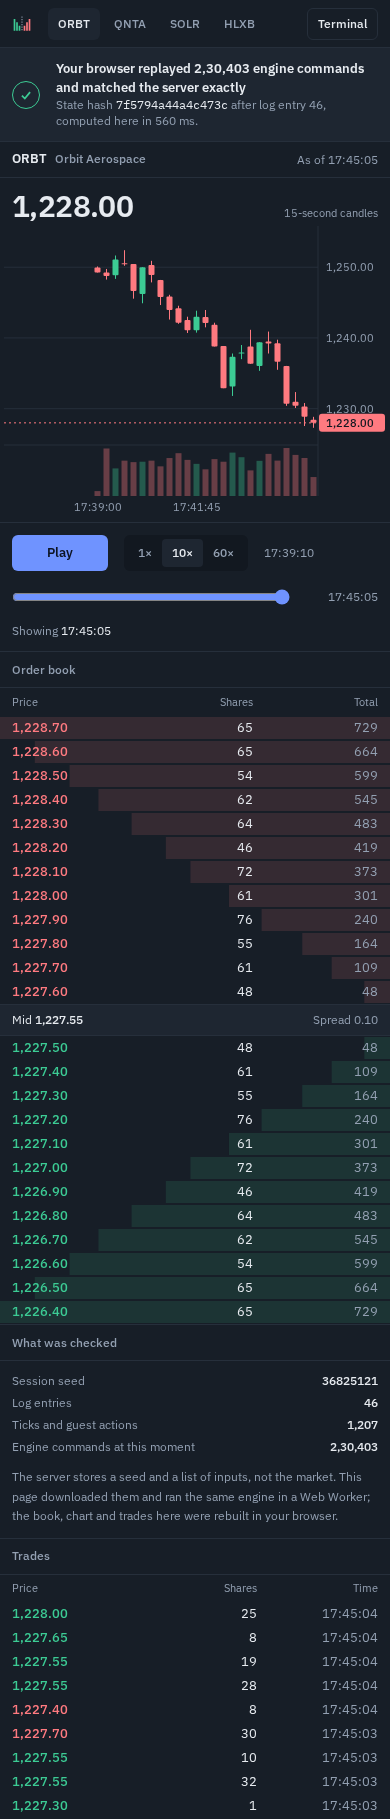 ORBT QNTA SOLR HLXB Terminal
Your browser replayed 2,30,403 engine commands
and matched the server exactly
State hash 7f5794a44a4c473c after log entry 46,
computed here in 560 ms.
ORBT Orbit Aerospace As of 17:45:05
1,228.00 15-second candles
1,250.00
1,240.00
1,230.00
1,228.00
17:39:00 17:41:45
Play 1× 10× 60× 17:39:10
17:45:05
Showing 17:45:05
Order book
Price Shares Total
1,228.70 65 729
1,228.60 65 664
1,228.50 54 599
1,228.40 62 545
1,228.30 64 483
1,228.20 46 419
1,228.10 72 373
1,228.00 61 301
1,227.90 76 240
1,227.80 55 164
1,227.70 61 109
1,227.60 48 48
Mid 1,227.55 Spread 0.10
1,227.50 48 48
1,227.40 61 109
1,227.30 55 164
1,227.20 76 240
1,227.10 61 301
1,227.00 72 373
1,226.90 46 419
1,226.80 64 483
1,226.70 62 545
1,226.60 54 599
1,226.50 65 664
1,226.40 65 729
What was checked
Session seed 36825121
Log entries 46
Ticks and guest actions 1,207
Engine commands at this moment 2,30,403
The server stores a seed and a list of inputs, not the market. This
page downloaded them and ran the same engine in a Web Worker;
the book, chart and trades here were rebuilt in your browser.
Trades
Price Shares Time
1,228.00 25 17:45:04
1,227.65 8 17:45:04
1,227.55 19 17:45:04
1,227.55 28 17:45:04
1,227.40 8 17:45:04
1,227.70 30 17:45:03
1,227.55 10 17:45:03
1,227.55 32 17:45:03
1,227.30 1 17:45:03